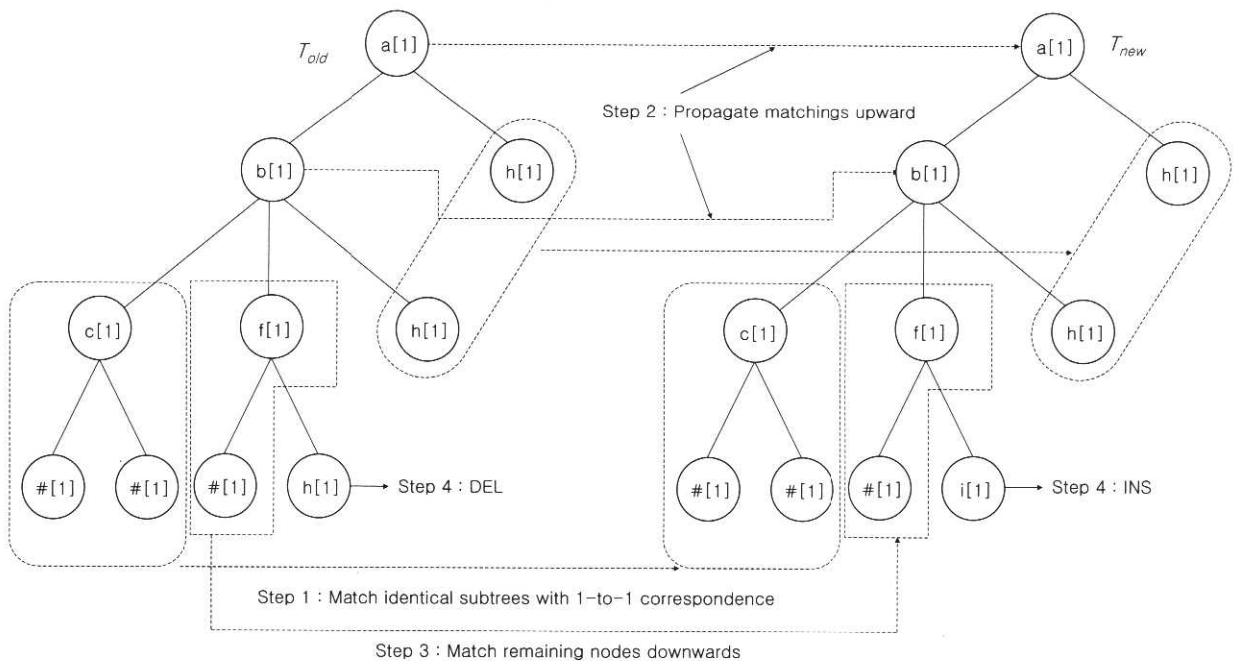 T_old
a[1]
a[1]
T_new
Step 2 : Propagate matchings upward
b[1]
h[1]
b[1]
h[1]
c[1]
f[1]
h[1]
c[1]
f[1]
h[1]
#[1]
#[1]
#[1]
h[1]
Step 4 : DEL
#[1]
#[1]
#[1]
i[1]
Step 4 : INS
Step 1 : Match identical subtrees with 1-to-1 correspondence
Step 3 : Match remaining nodes downwards